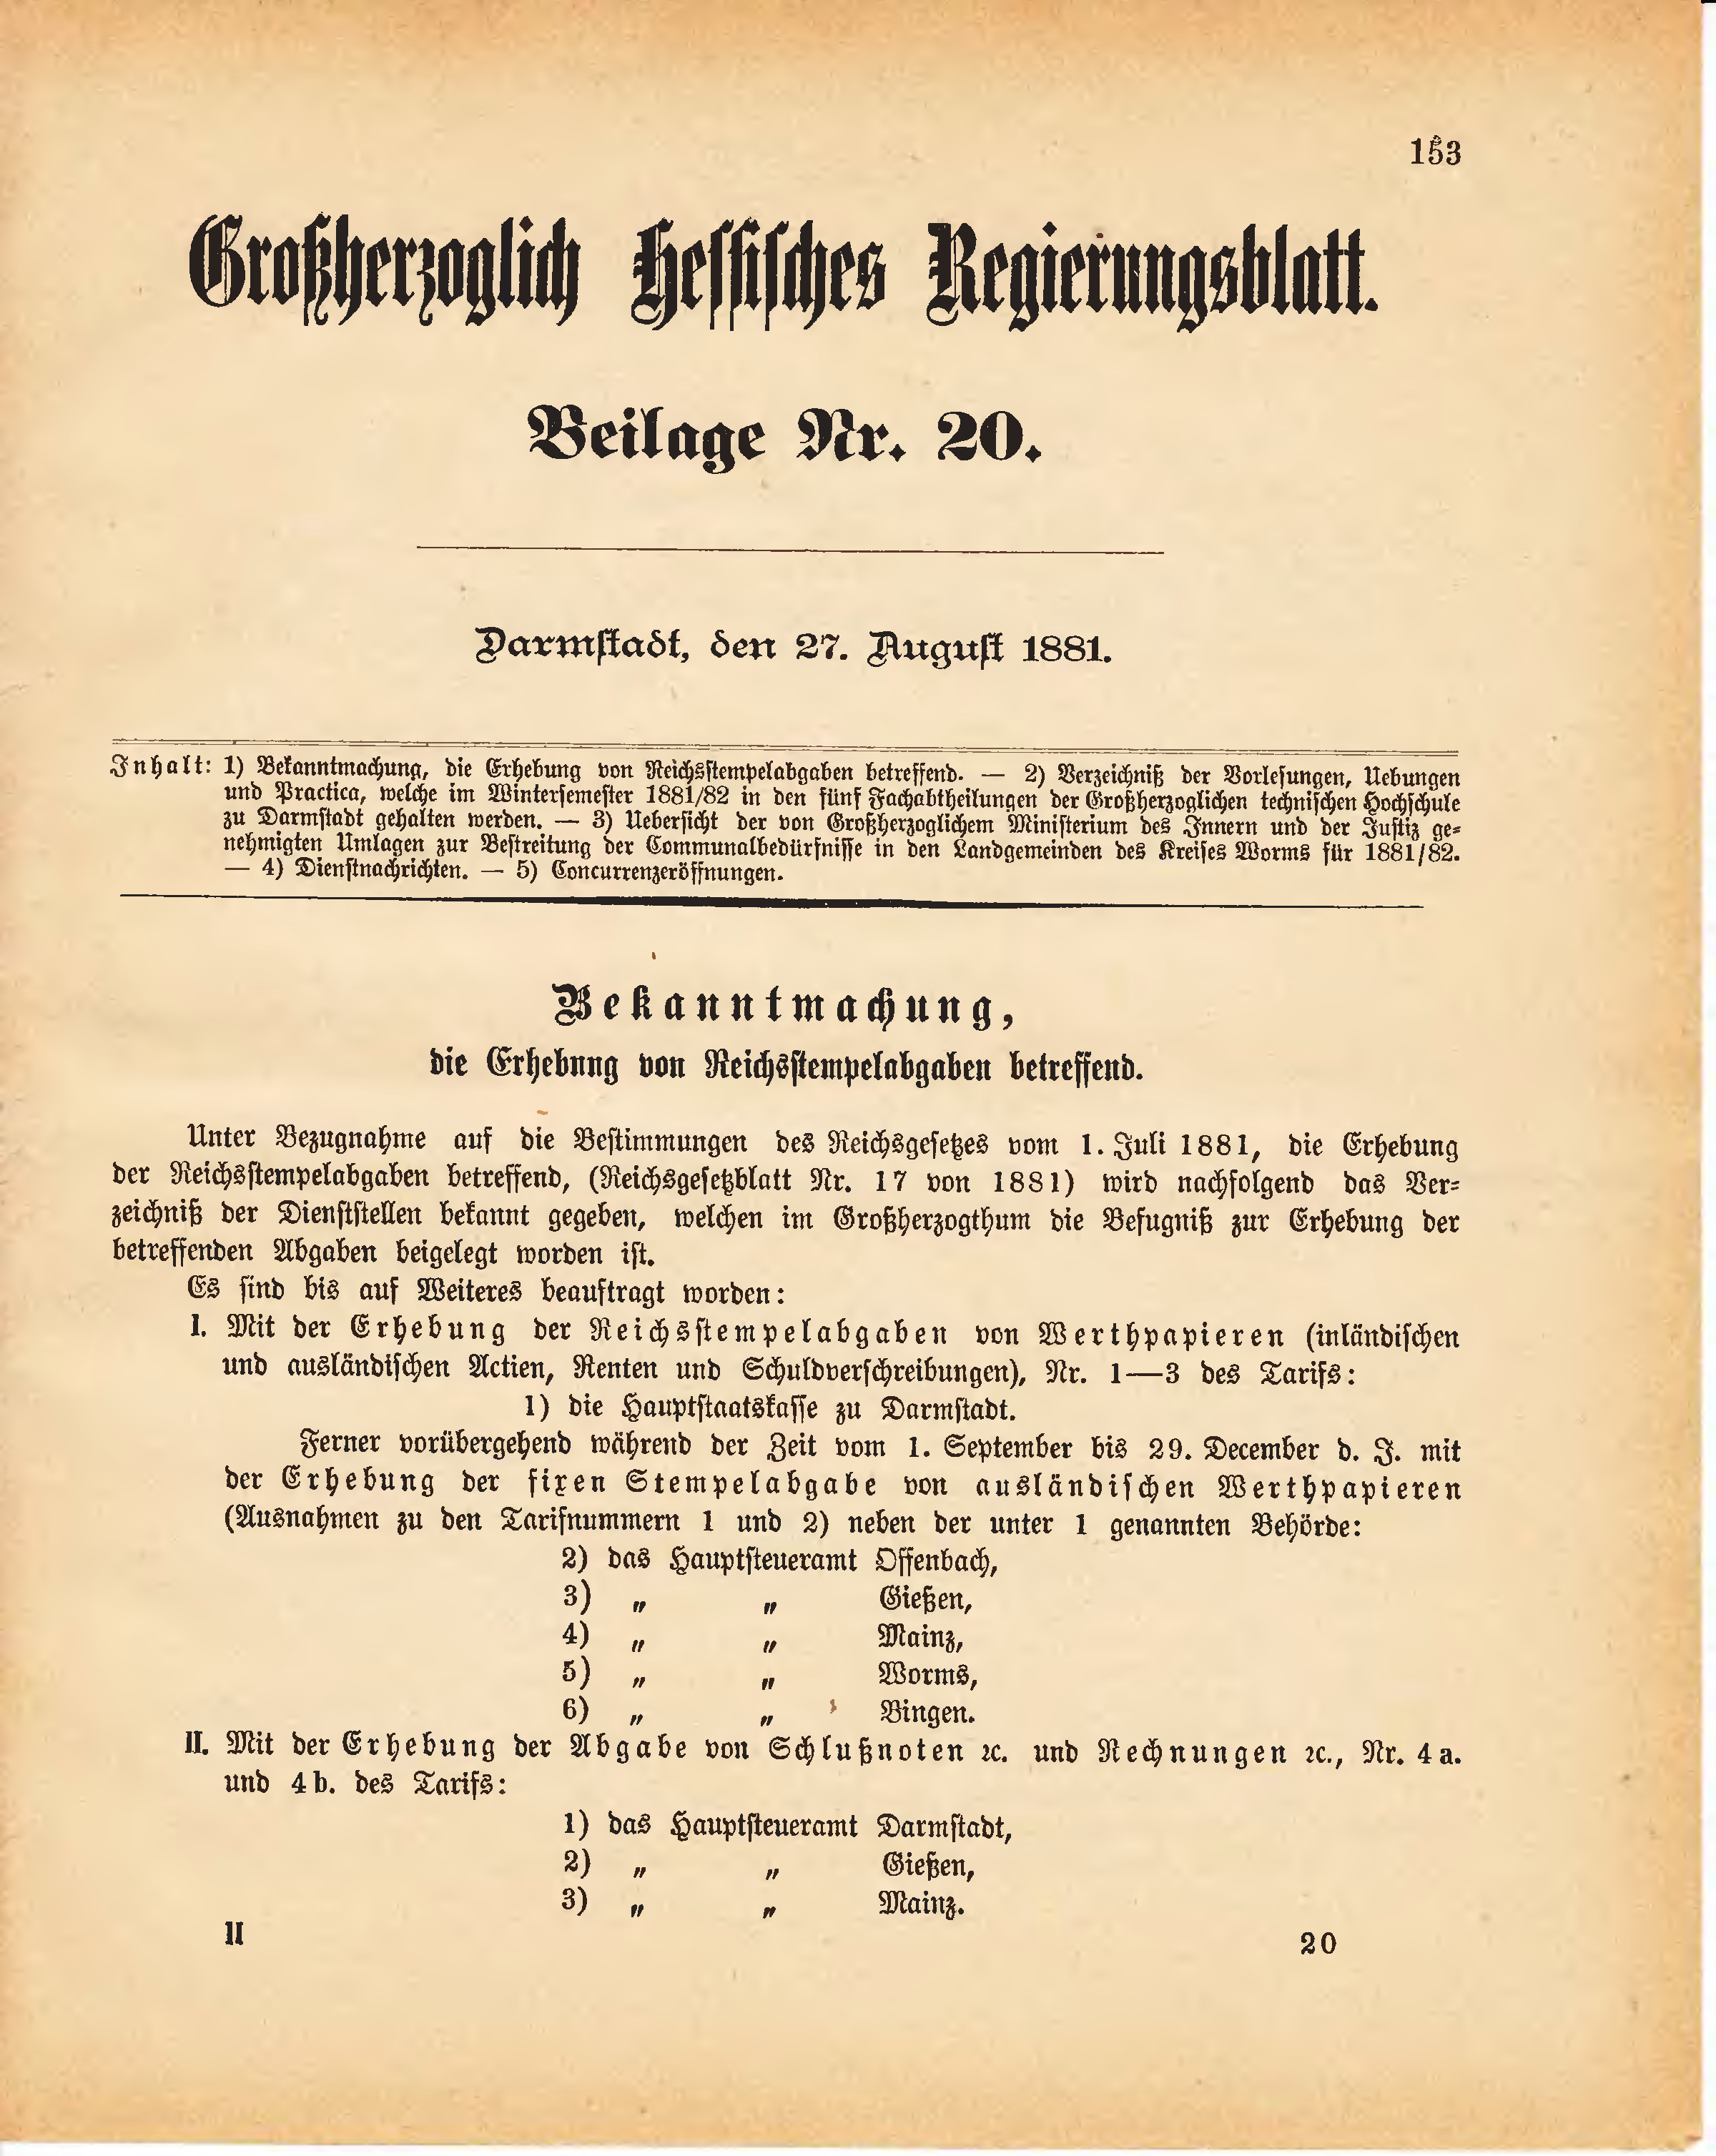 153
Großherzoglich Hessisches Regierungsblatt.
Beilage Nr. 20.
Darmstadt, den 27. August 1881.
Inhalt: 1) Bekanntmachung, die Erhebung von Reichsstempelabgaben betreffend. — 2) Verzeichniß der Vorlesungen, Uebungen
und Practica, welche im Wintersemester 1881/82 in den fünf Fachabtheilungen der Großherzoglichen technischen Hochschule
zu Darmstadt gehalten werden. — 3) Uebersicht der von Großherzoglichem Ministerium des Innern und der Justiz ge-
nehmigten Umlagen zur Bestreitung der Communalbedürfnisse in den Landgemeinden des Kreises Worms für 1881/82.
— 4) Dienstnachrichten. — 5) Concurrenzeröffnungen.
Bekanntmachung,
die Erhebung von Reichsstempelabgaben betreffend.
Unter Bezugnahme auf die Bestimmungen des Reichsgesetzes vom 1. Juli 1881, die Erhebung
der Reichsstempelabgaben betreffend, (Reichsgesetzblatt Nr. 17 von 1881) wird nachfolgend das Ver-
zeichniß der Dienststellen bekannt gegeben, welchen im Großherzogthum die Befugniß zur Erhebung der
betreffenden Abgaben beigelegt worden ist.
Es sind bis auf Weiteres beauftragt worden:
I. Mit der Erhebung der Reichsstempelabgaben von Werthpapieren (inländischen
und ausländischen Actien, Renten und Schuldverschreibungen), Nr. 1—3 des Tarifs:
1) die Hauptstaatskasse zu Darmstadt.
Ferner vorübergehend während der Zeit vom 1. September bis 29. December d. J. mit
der Erhebung der fixen Stempelabgabe von ausländischen Werthpapieren
(Ausnahmen zu den Tarifnummern 1 und 2) neben der unter 1 genannten Behörde:
2) das Hauptsteueramt Offenbach,
3) „ „ Gießen,
4) „ „ Mainz,
5) „ „ Worms,
6) „ „ Bingen.
II. Mit der Erhebung der Abgabe von Schlußnoten ꝛc. und Rechnungen ꝛc., Nr. 4 a.
und 4 b. des Tarifs:
1) das Hauptsteueramt Darmstadt,
2) „ „ Gießen,
3) „ „ Mainz.
II 20